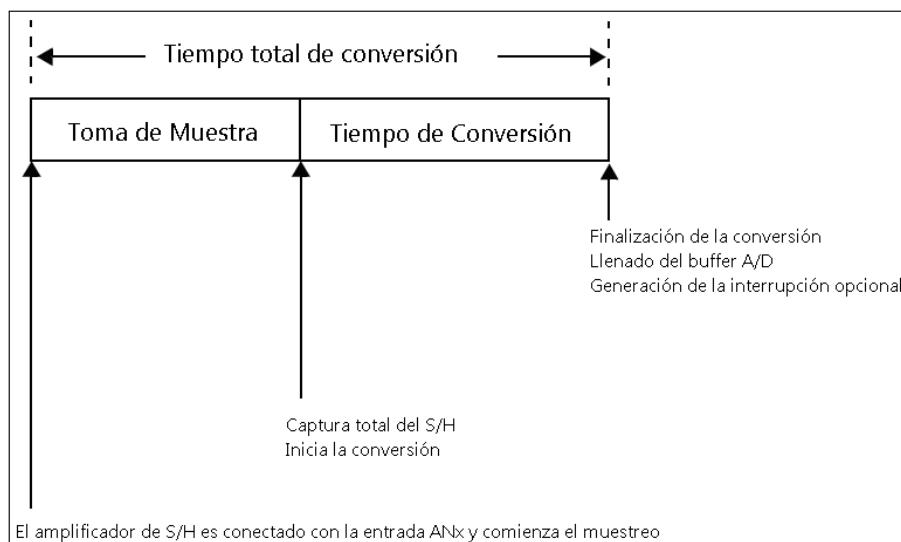 Tiempo total de conversión
Toma de Muestra
Tiempo de Conversión
Finalización de la conversión
Llenado del buffer A/D
Generación de la interrupción opcional
Captura total del S/H
Inicia la conversión
El amplificador de S/H es conectado con la entrada ANx y comienza el muestreo